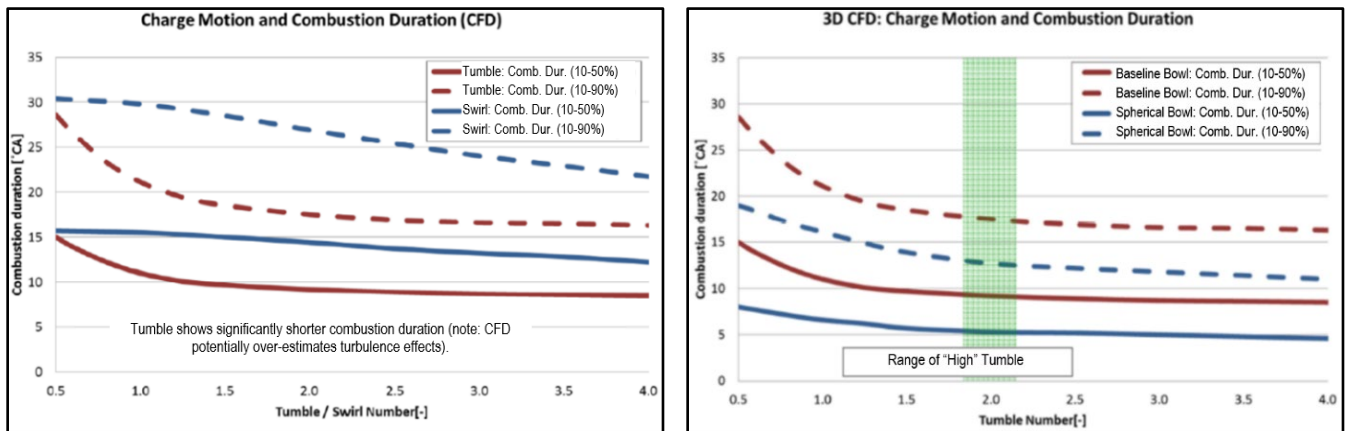 Charge Motion and Combustion Duration (CFD)
Combustion duration [˚CA]
35
30
25
20
15
10
5
0
Tumble: Comb. Dur. (10-50%)
Tumble: Comb. Dur. (10-90%)
Swirl: Comb. Dur. (10-50%)
Swirl: Comb. Dur. (10-90%)
Tumble shows significantly shorter combustion duration (note: CFD
potentially over-estimates turbulence effects).
0.5 1.0 1.5 2.0 2.5 3.0 3.5 4.0
Tumble / Swirl Number[-]
3D CFD: Charge Motion and Combustion Duration
Combustion duration [˚CA]
35
30
25
20
15
10
5
0
Baseline Bowl: Comb. Dur. (10-50%)
Baseline Bowl: Comb. Dur. (10-90%)
Spherical Bowl: Comb. Dur. (10-50%)
Spherical Bowl: Comb. Dur. (10-90%)
Range of “High” Tumble
0.5 1.0 1.5 2.0 2.5 3.0 3.5 4.0
Tumble Number[-]